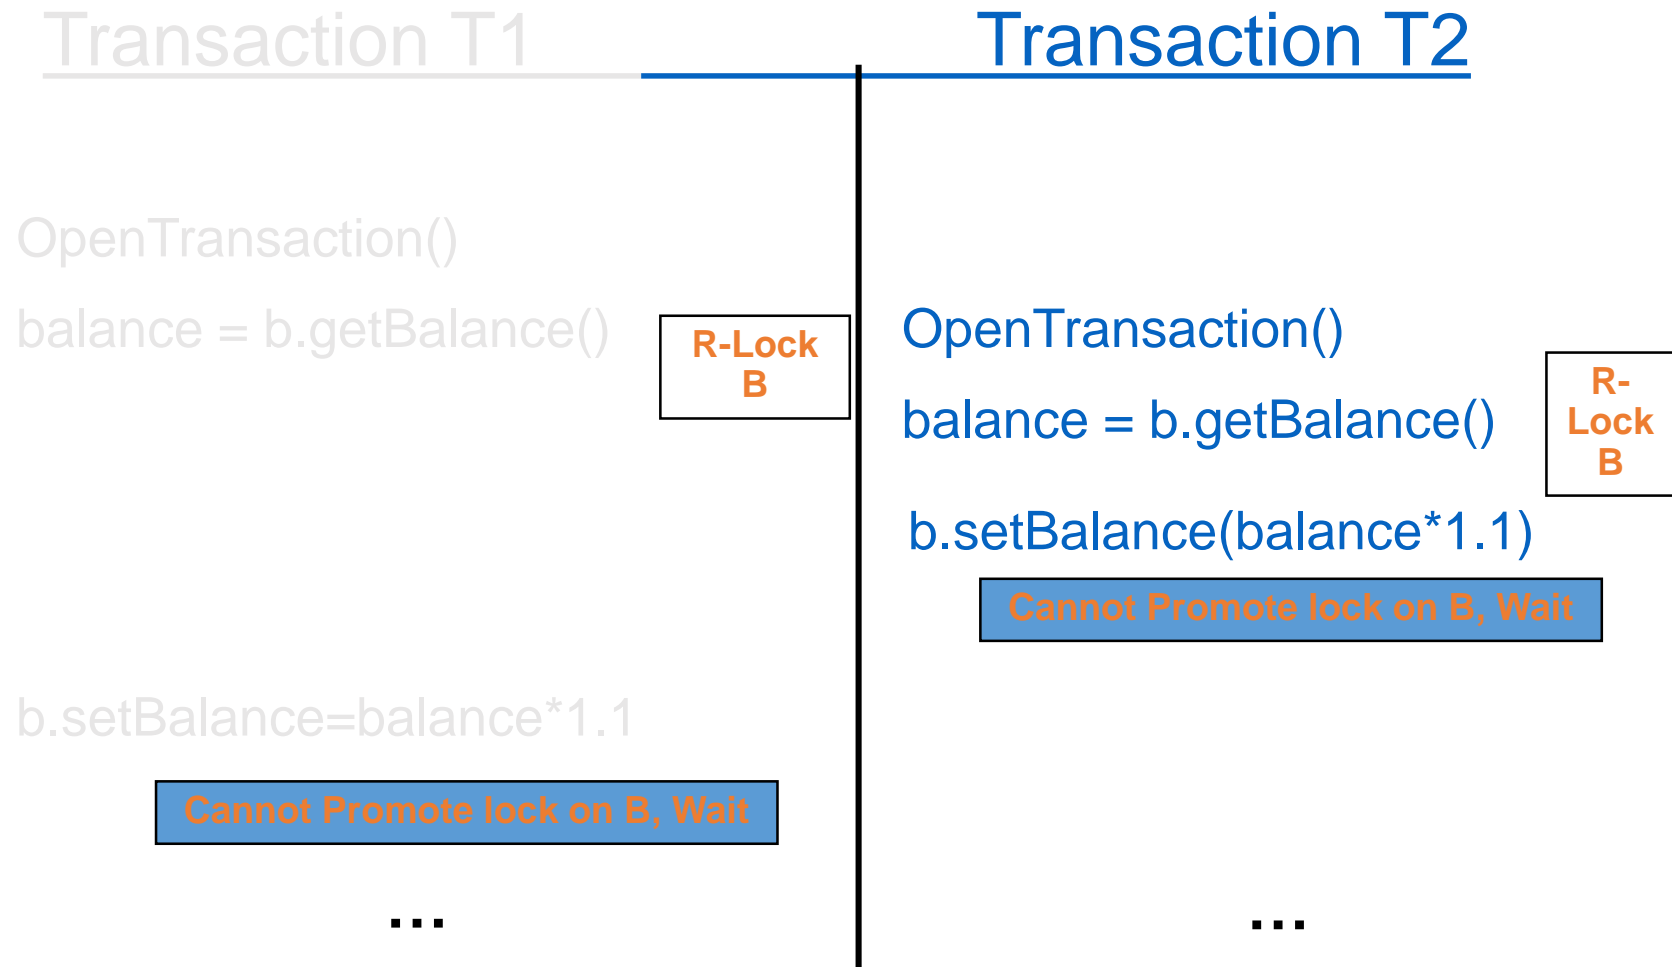 Transaction T1
OpenTransaction()
balance = b.getBalance()
R-Lock
B
b.setBalance=balance*1.1
Cannot Promote lock on B, Wait
...
Transaction T2
OpenTransaction()
balance = b.getBalance()
R-
Lock
B
b.setBalance(balance*1.1)
Cannot Promote lock on B, Wait
...